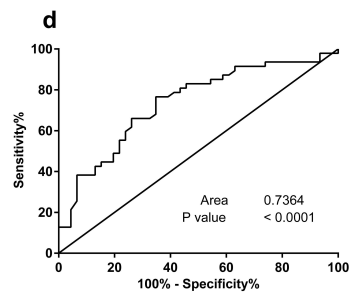 d
100
80
60
40
20
0
Sensitivity%
Area 0.7364
P value < 0.0001
0 20 40 60 80 100
100% - Specificity%